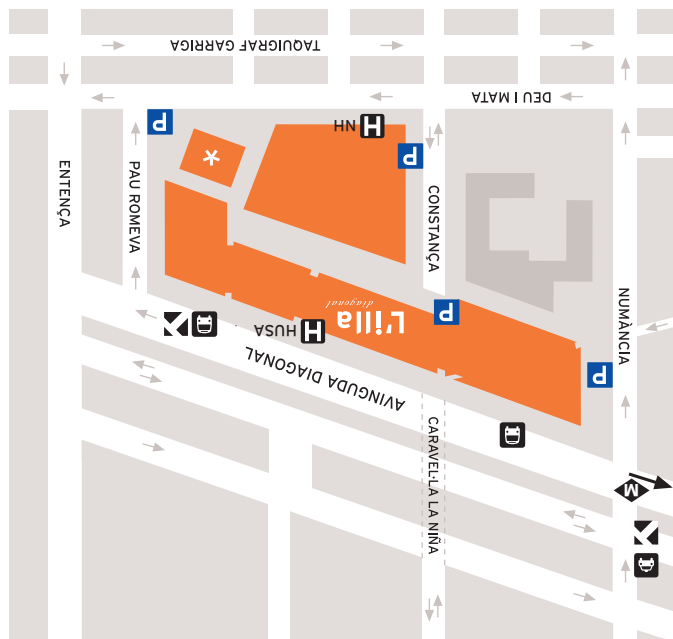 TAQUIGRAF GARRIGA
DEU I MATA
NH
H
P
P
*
ENTENÇA
PAU ROMEVA
CONSTANÇA
NUMÀNCIA
L'illa
diagonal
P
HUSA
H
P
AVINGUDA DIAGONAL
CARAVEL·LA LA NIÑA
M